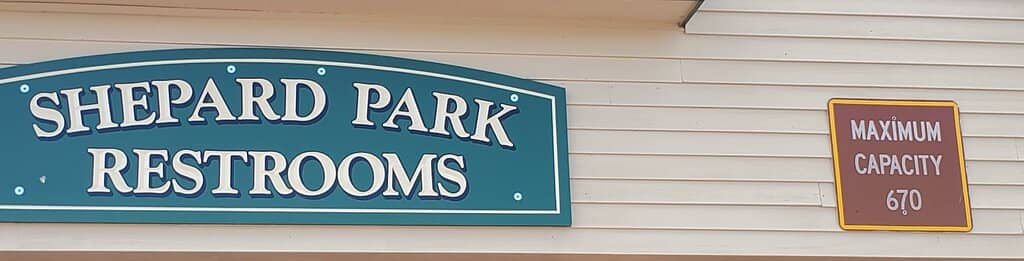 SHEPARD PARK
RESTROOMS
MAXIMUM
CAPACITY
670